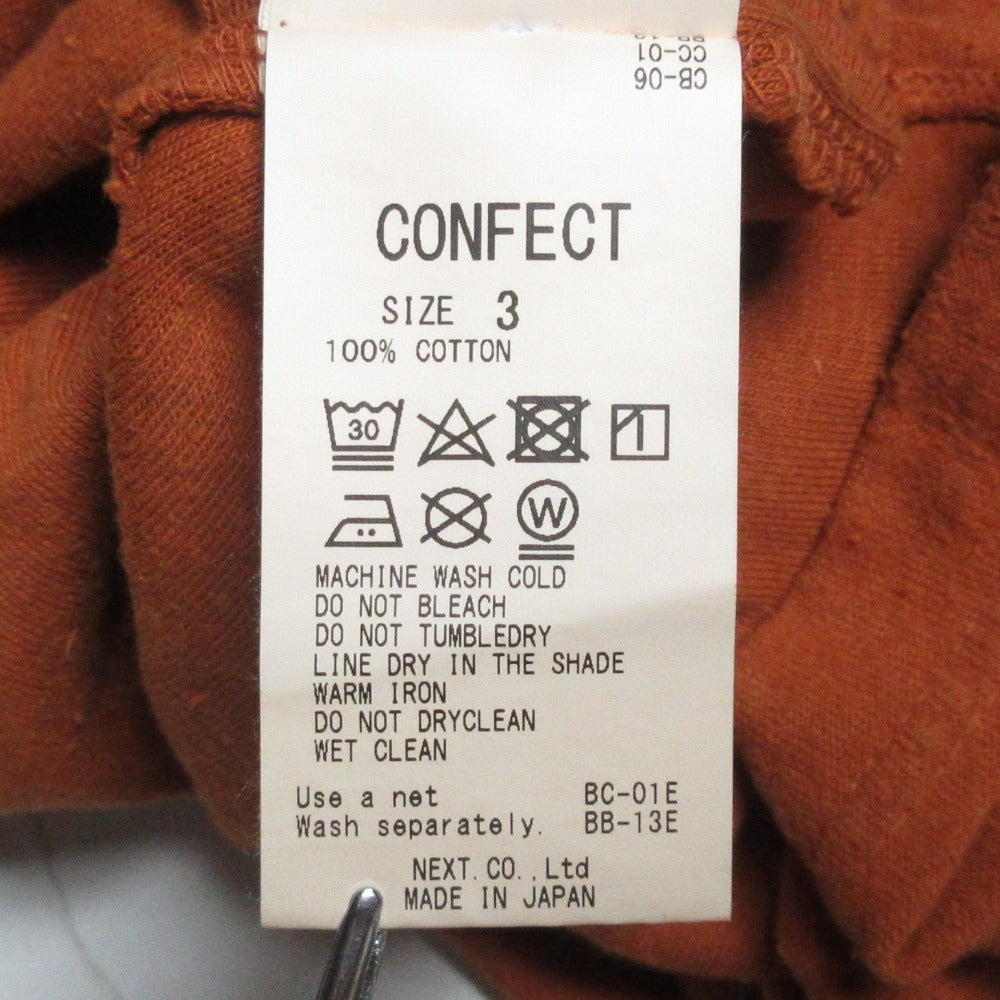 CC-01
CB-06
CONFECT
SIZE 3
100% COTTON
30
W
MACHINE WASH COLD
DO NOT BLEACH
DO NOT TUMBLEDRY
LINE DRY IN THE SHADE
WARM IRON
DO NOT DRYCLEAN
WET CLEAN
Use a net BC-01E
Wash separately. BB-13E
NEXT.CO.,Ltd
MADE IN JAPAN